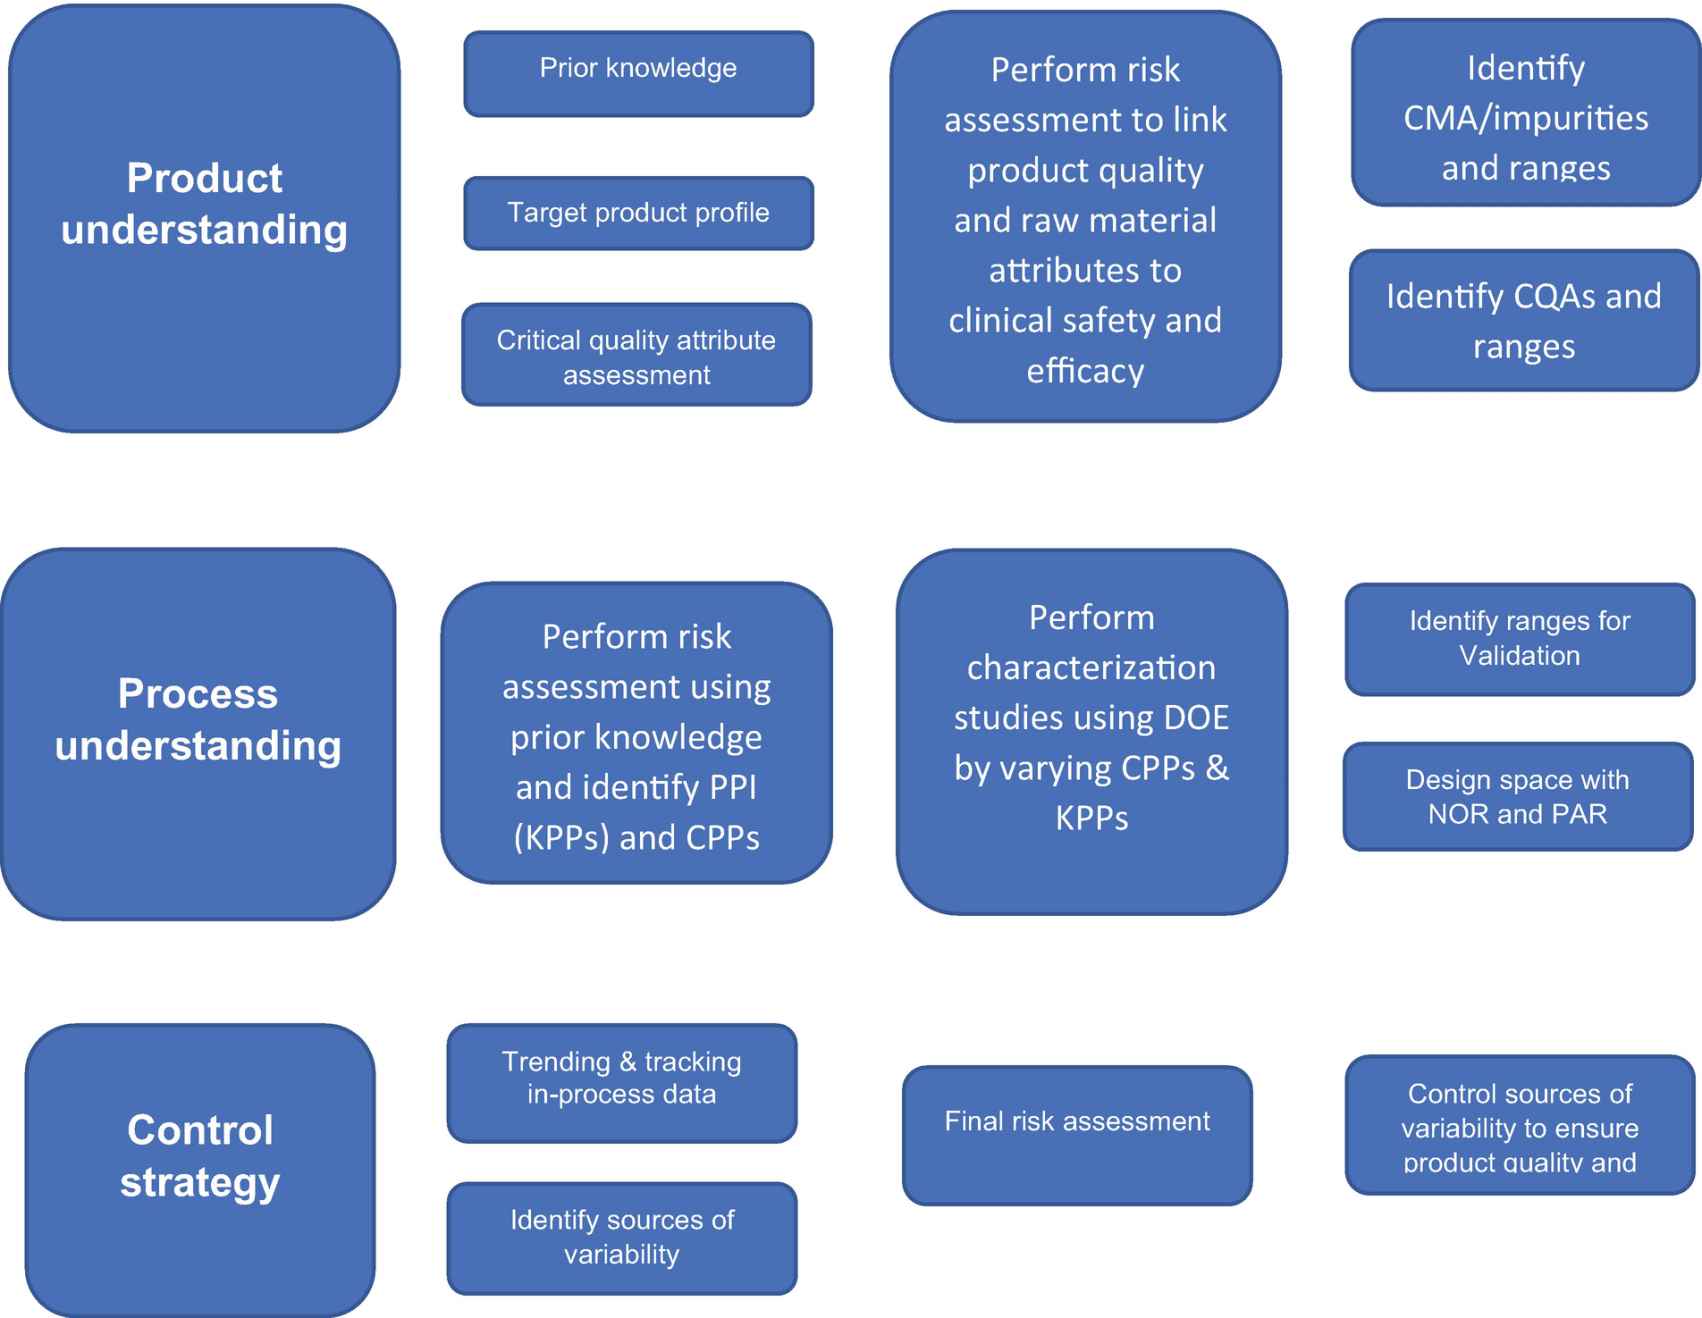 Product
understanding
Prior knowledge
Target product profile
Critical quality attribute
assessment
Perform risk
assessment to link
product quality
and raw material
attributes to
clinical safety and
efficacy
Identify
CMA/impurities
and ranges
Identify CQAs and
ranges
Process
understanding
Perform risk
assessment using
prior knowledge
and identify PPI
(KPPs) and CPPs
Perform
characterization
studies using DOE
by varying CPPs &
KPPs
Identify ranges for
Validation
Design space with
NOR and PAR
Control
strategy
Trending & tracking
in-process data
Identify sources of
variability
Final risk assessment
Control sources of
variability to ensure
product quality and